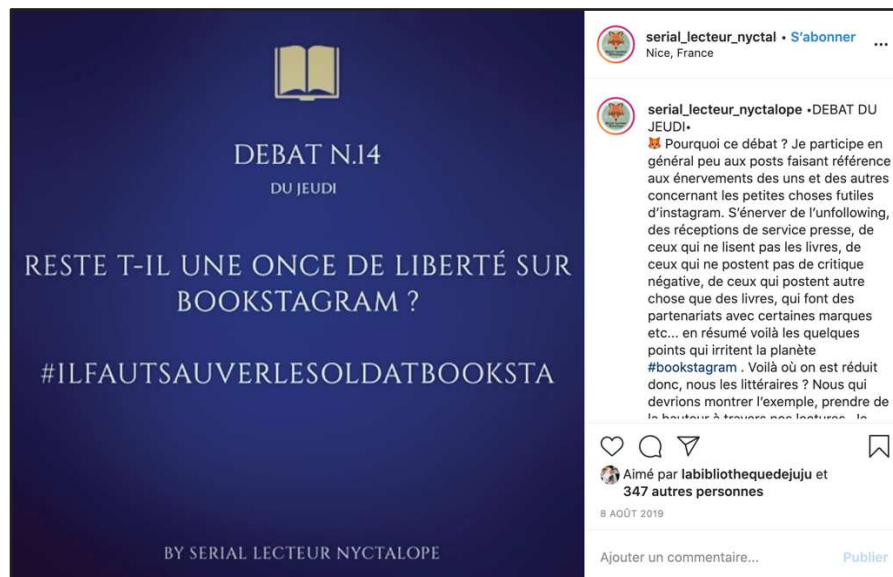 DEBAT N.14
DU JEUDI
RESTE T-IL UNE ONCE DE LIBERTÉ SUR
BOOKSTAGRAM ?
#ILFAUTSAUVERLESOLDATBOOKSTA
BY SERIAL LECTEUR NYCTALOPE
serial_lecteur_nyctal • S'abonner
Nice, France
serial_lecteur_nyctalope •DEBAT DU
JEUDI•
🦊 Pourquoi ce débat ? Je participe en
général peu aux posts faisant référence
aux énervements des uns et des autres
concernant les petites choses futiles
d'instagram. S'énerver de l'unfollowing,
des réceptions de service presse, de
ceux qui ne lisent pas les livres, de
ceux qui ne postent pas de critique
négative, de ceux qui postent autre
chose que des livres, qui font des
partenariats avec certaines marques
etc... en résumé voilà les quelques
points qui irritent la planète
#bookstagram . Voilà où on est réduit
donc, nous les littéraires ? Nous qui
devrions montrer l'exemple, prendre de
la hauteur à travers nos lectures. Je
Aimé par labibliothequedejuju et
347 autres personnes
8 AOÛT 2019
Ajouter un commentaire...
Publier